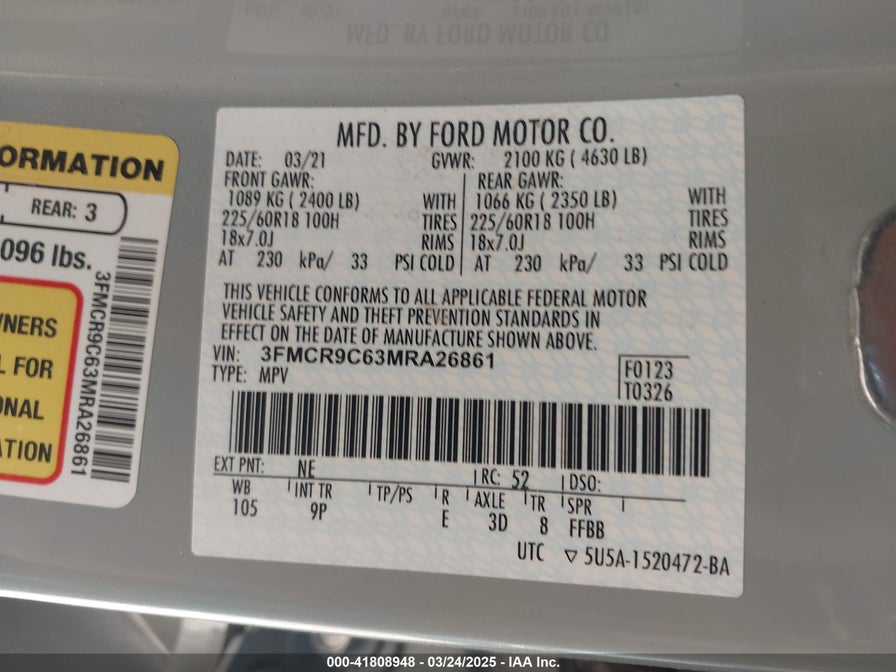 MFD. BY FORD MOTOR CO.
DATE: 03/21 GVWR: 2100 KG ( 4630 LB)
FRONT GAWR: REAR GAWR:
1089 KG ( 2400 LB) WITH 1066 KG ( 2350 LB) WITH
225/60R18 100H TIRES 225/60R18 100H TIRES
18x7.0J RIMS 18x7.0J RIMS
AT 230 kPa/ 33 PSI COLD AT 230 kPa/ 33 PSI COLD
THIS VEHICLE CONFORMS TO ALL APPLICABLE FEDERAL MOTOR
VEHICLE SAFETY AND THEFT PREVENTION STANDARDS IN
EFFECT ON THE DATE OF MANUFACTURE SHOWN ABOVE.
VIN: 3FMCR9C63MRA26861
TYPE: MPV
F0123
T0326
EXT PNT: NE RC: 52 DSO:
WB INT TR TP/PS R AXLE TR SPR
105 9P E 3D 8 FFBB
UTC ▽ 5U5A-1520472-BA
ORMATION
REAR: 3
096 lbs.
3FMCR9C63MRA26861
WNERS
L FOR
ONAL
ATION
000-41808948 - 03/24/2025 - IAA Inc.